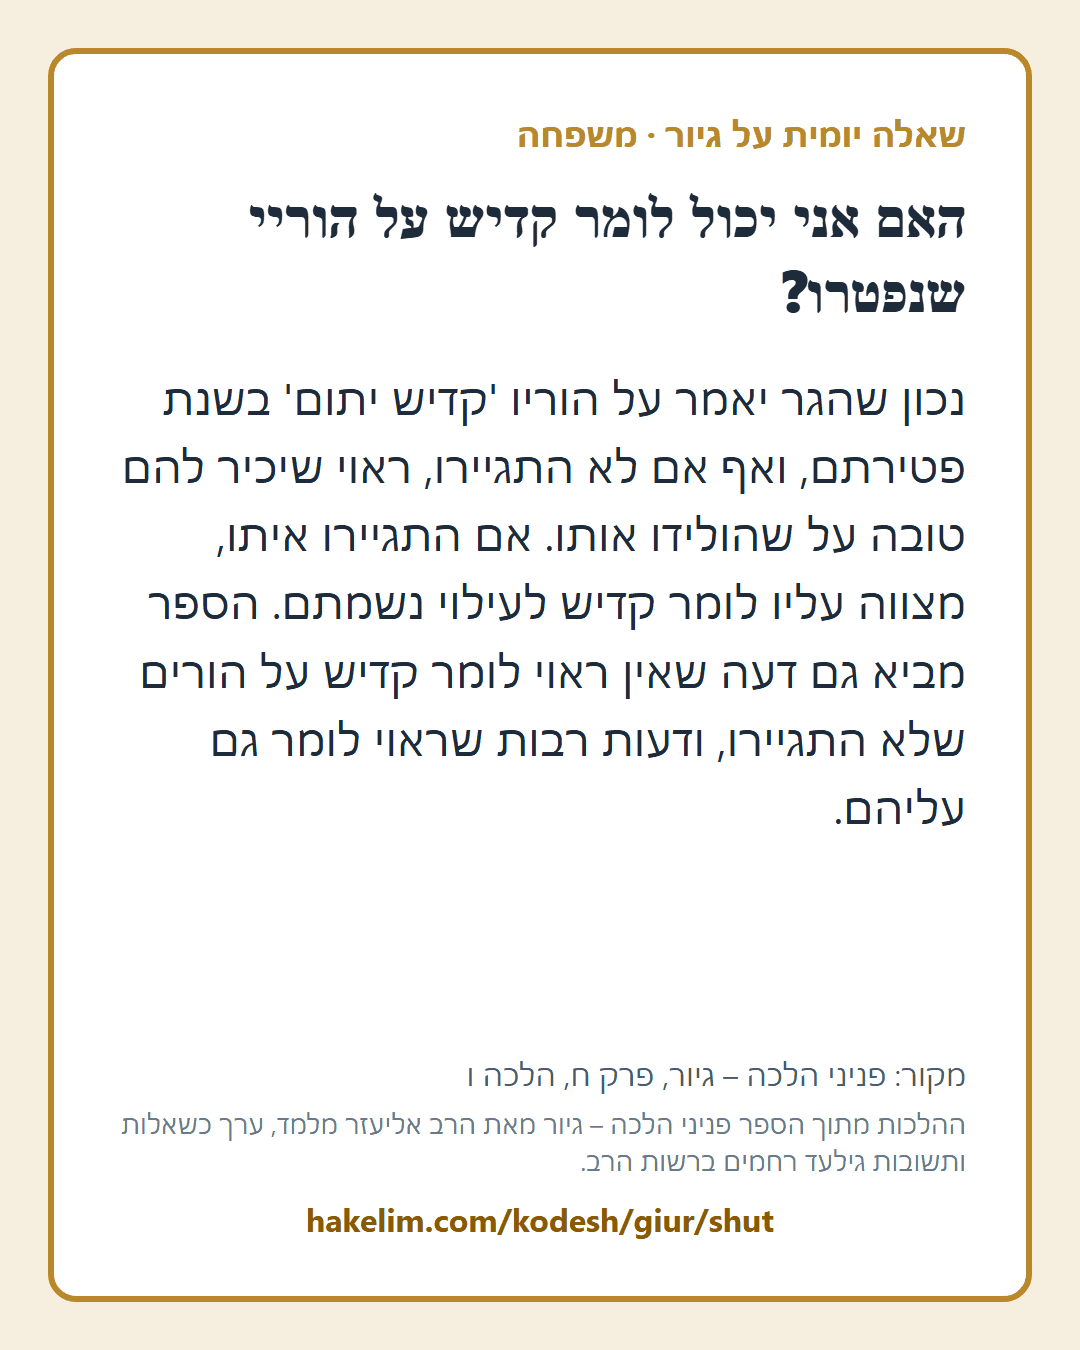 שאלה יומית על גיור · משפחה
האם אני יכול לומר קדיש על הוריי
שנפטרו?
נכון שהגר יאמר על הוריו 'קדיש יתום' בשנת
פטירתם, ואף אם לא התגיירו, ראוי שיכיר להם
טובה על שהולידו אותו. אם התגיירו איתו,
מצווה עליו לומר קדיש לעילוי נשמתם. הספר
מביא גם דעה שאין ראוי לומר קדיש על הורים
שלא התגיירו, ודעות רבות שראוי לומר גם
עליהם.
מקור: פניני הלכה – גיור, פרק ח, הלכה ו
ההלכות מתוך הספר פניני הלכה – גיור מאת הרב אליעזר מלמד, ערך כשאלות
ותשובות גילעד רחמים ברשות הרב.
hakelim.com/kodesh/giur/shut